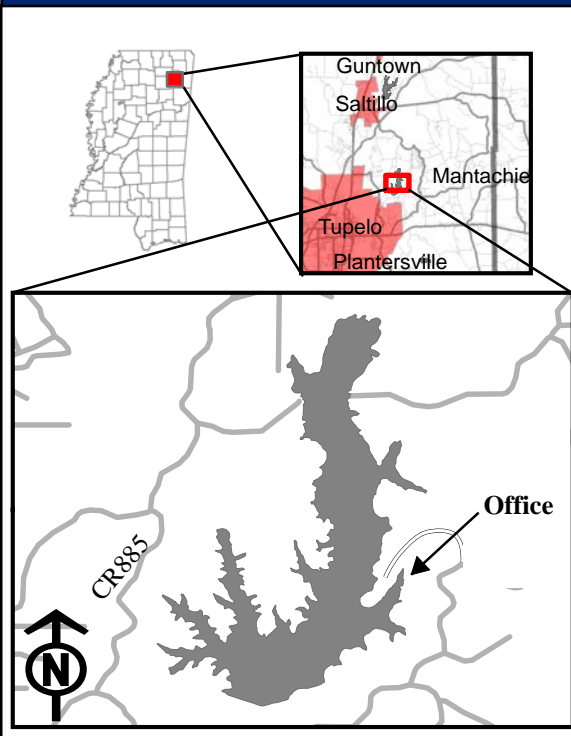 Guntown
Saltillo
Mantachie
Tupelo
Plantersville
Office
CR885
N